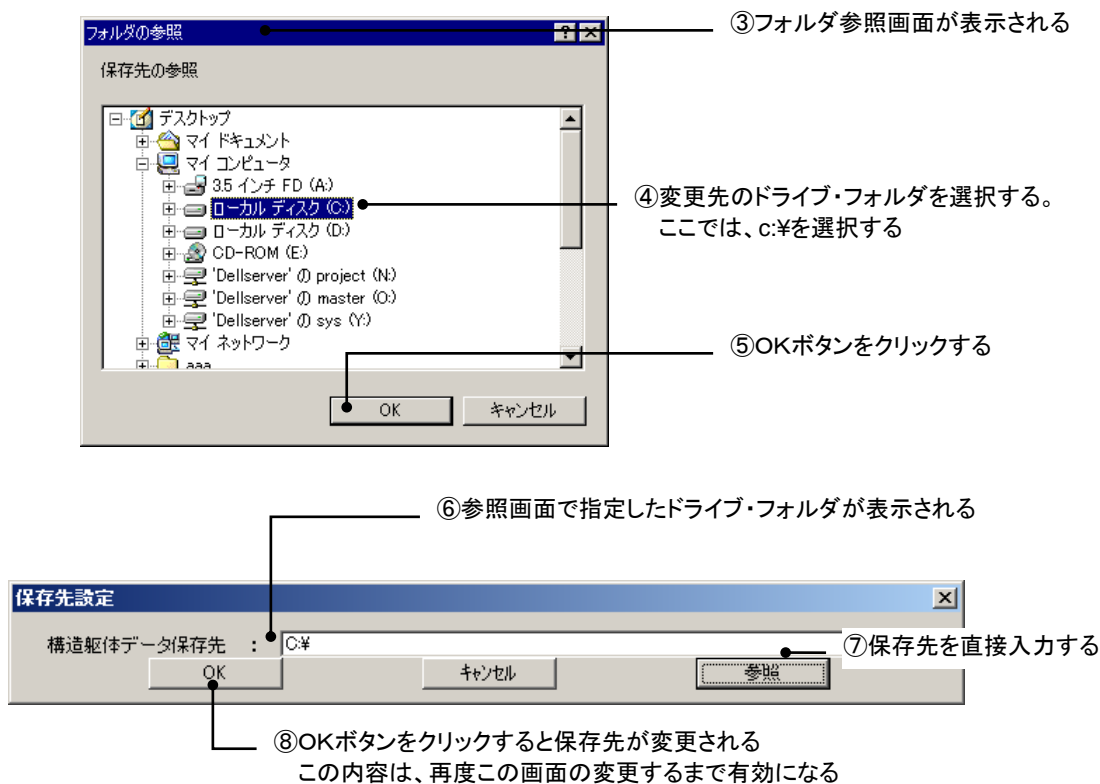 フォルダの参照
③フォルダ参照画面が表示される
保存先の参照
デスクトップ
マイ ドキュメント
マイ コンピュータ
3.5 インチ FD (A:)
ローカル ディスク (C:)
④変更先のドライブ・フォルダを選択する。
ここでは、c:¥を選択する
ローカル ディスク (D:)
CD-ROM (E:)
'Dellserver' の project (N:)
'Dellserver' の master (O:)
'Dellserver' の sys (Y:)
マイ ネットワーク
aaa
⑤OKボタンをクリックする
OK キャンセル
⑥参照画面で指定したドライブ・フォルダが表示される
保存先設定
構造躯体データ保存先 : C:¥
⑦保存先を直接入力する
OK キャンセル 参照
⑧OKボタンをクリックすると保存先が変更される
この内容は、再度この画面の変更するまで有効になる